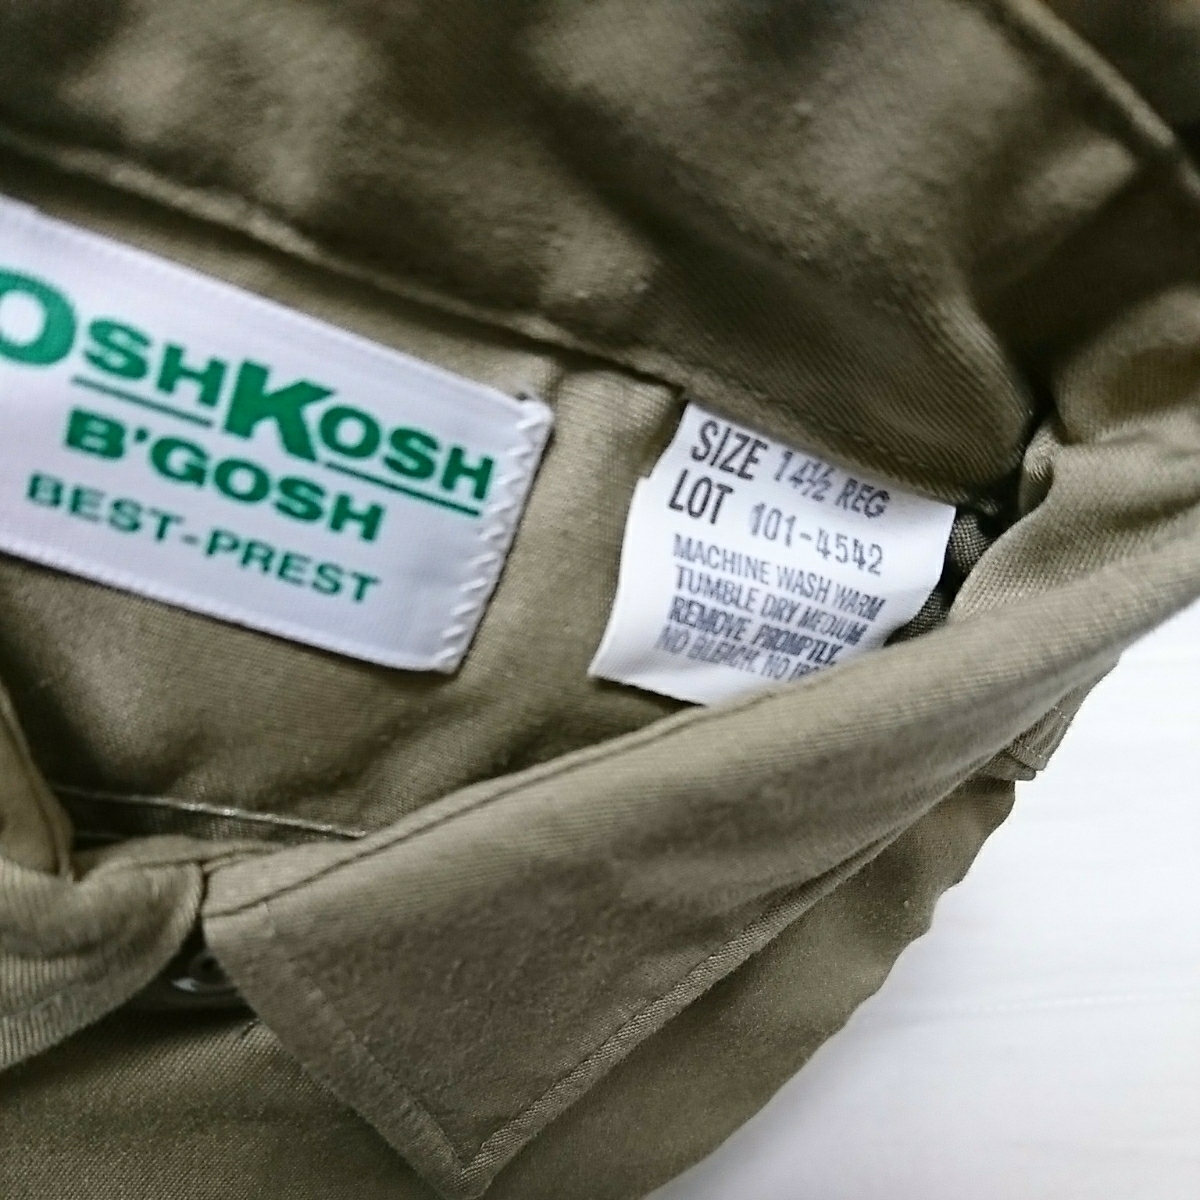 OSHKOSH
B'GOSH
BEST-PREST
SIZE 14½ REG
LOT 101-4542
MACHINE WASH WARM
TUMBLE DRY MEDIUM
REMOVE PROMPTLY.
NO BLEACH. NO